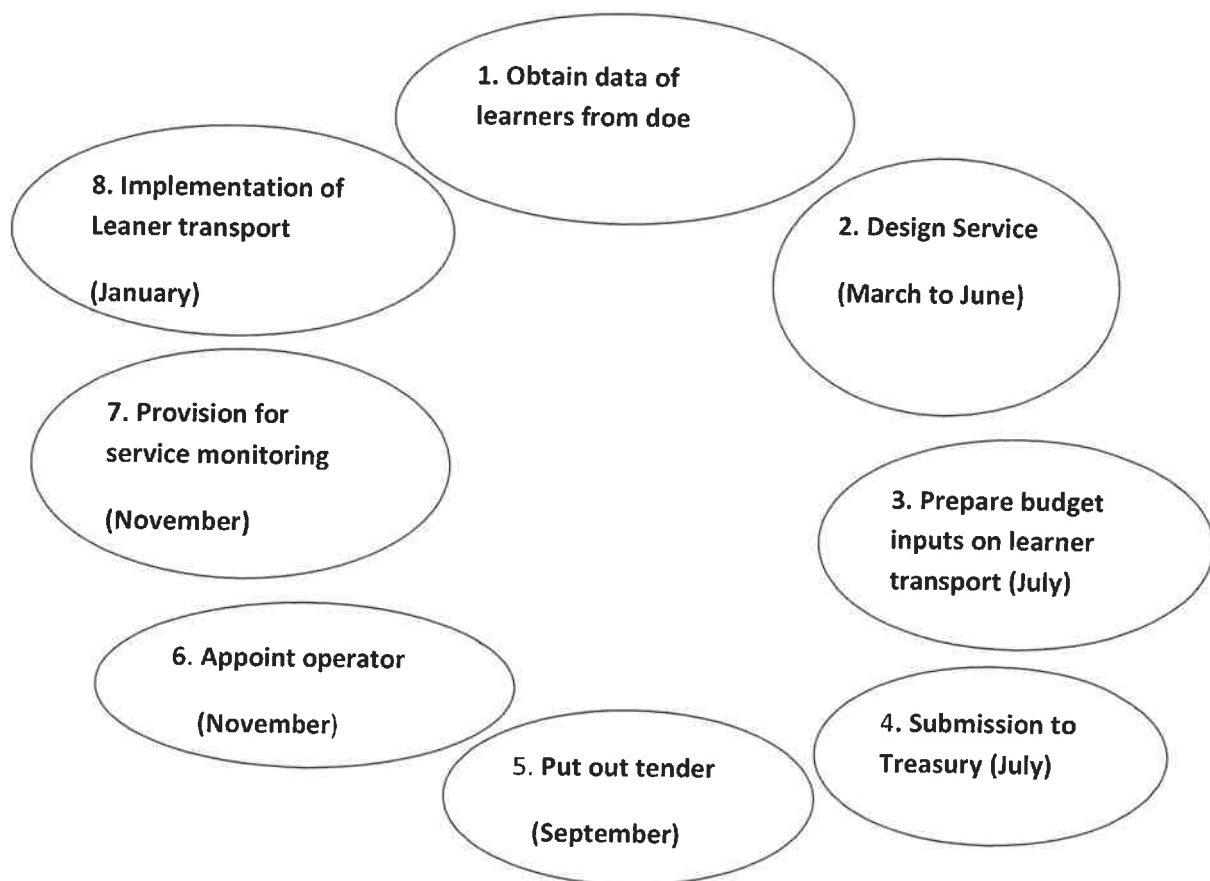 1. Obtain data of
learners from doe
2. Design Service
(March to June)
3. Prepare budget
inputs on learner
transport (July)
4. Submission to
Treasury (July)
5. Put out tender
(September)
6. Appoint operator
(November)
7. Provision for
service monitoring
(November)
8. Implementation of
Leaner transport
(January)